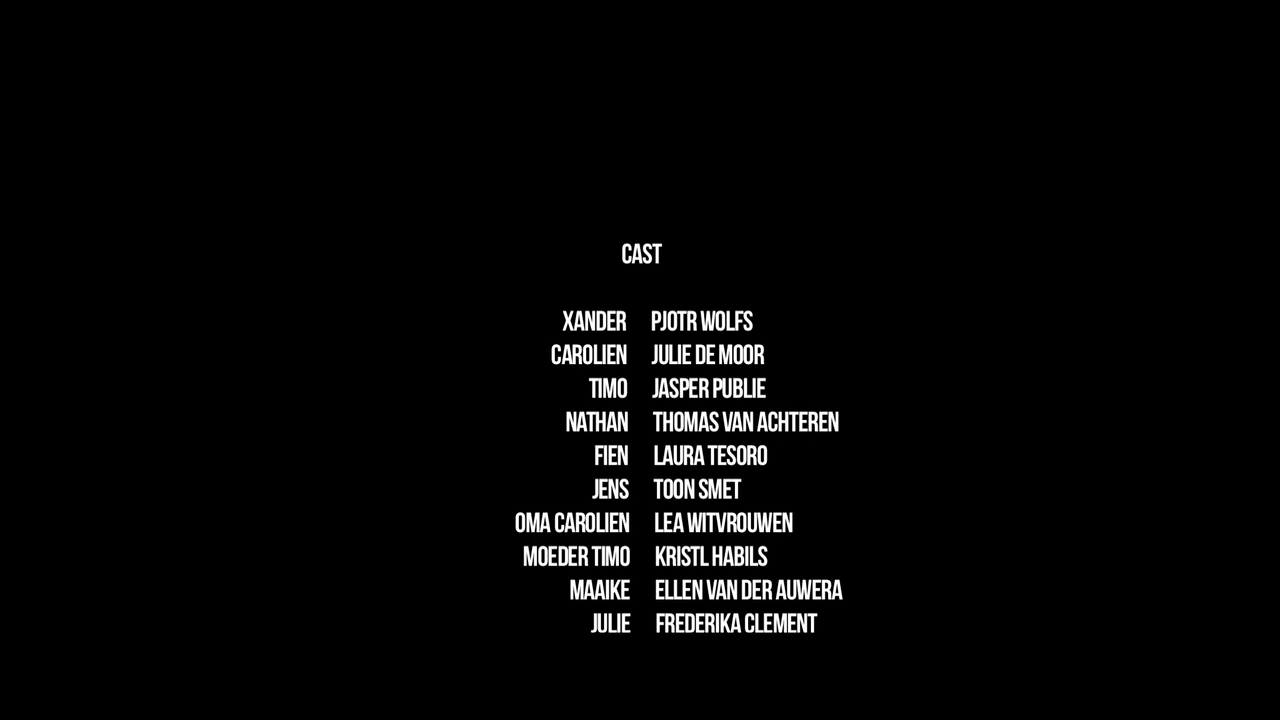 CAST
XANDER PJOTR WOLFS
CAROLIEN JULIE DE MOOR
TIMO JASPER PUBLIE
NATHAN THOMAS VAN ACHTEREN
FIEN LAURA TESORO
JENS TOON SMET
OMA CAROLIEN LEA WITVROUWEN
MOEDER TIMO KRISTL HABILS
MAAIKE ELLEN VAN DER AUWERA
JULIE FREDERIKA CLEMENT